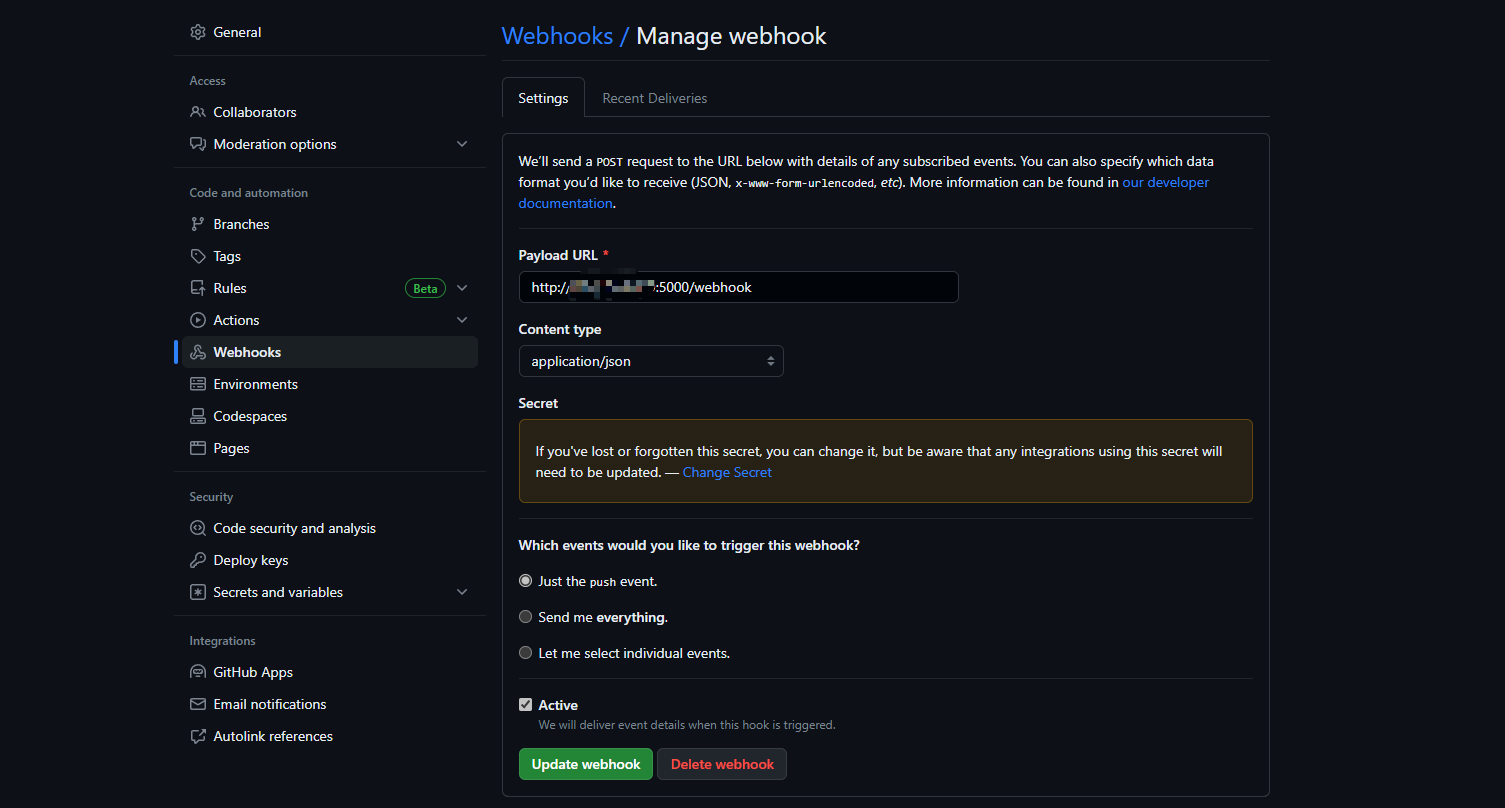 General
Access
Collaborators
Moderation options
Code and automation
Branches
Tags
Rules Beta
Actions
Webhooks
Environments
Codespaces
Pages
Security
Code security and analysis
Deploy keys
Secrets and variables
Integrations
GitHub Apps
Email notifications
Autolink references
Webhooks / Manage webhook
Settings Recent Deliveries
We’ll send a POST request to the URL below with details of any subscribed events. You can also specify which data
format you’d like to receive (JSON, x-www-form-urlencoded, etc). More information can be found in our developer
documentation.
Payload URL *
http:// :5000/webhook
Content type
application/json
Secret
If you've lost or forgotten this secret, you can change it, but be aware that any integrations using this secret will
need to be updated. — Change Secret
Which events would you like to trigger this webhook?
Just the push event.
Send me everything.
Let me select individual events.
Active
We will deliver event details when this hook is triggered.
Update webhook Delete webhook